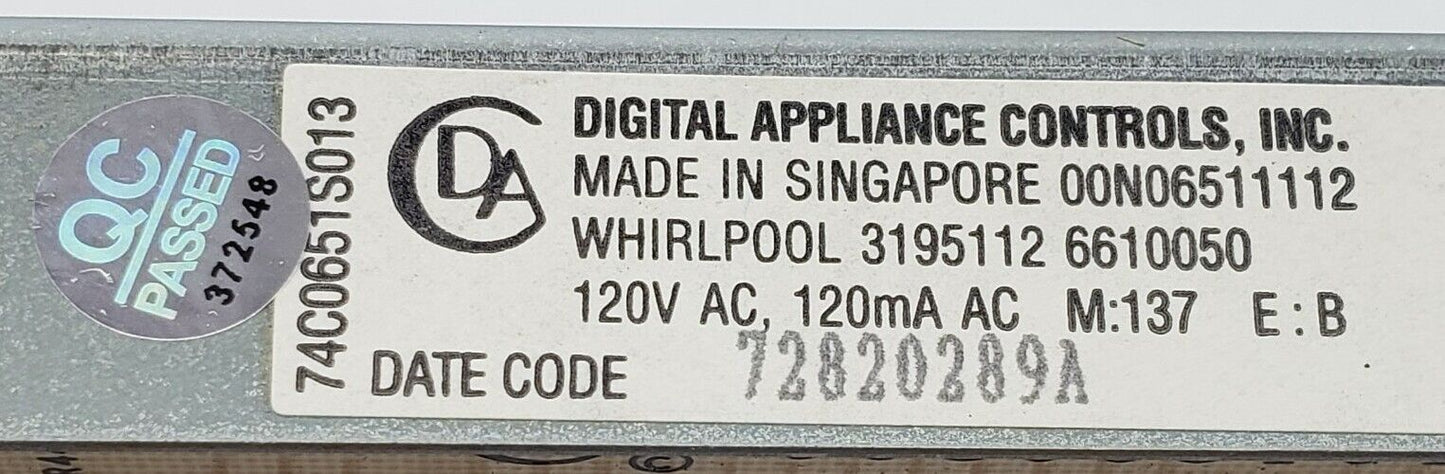 QC
PASSED
372548
74C0651S013
CDA
DIGITAL APPLIANCE CONTROLS, INC.
MADE IN SINGAPORE 00N06511112
WHIRLPOOL 3195112 6610050
120V AC, 120mA AC M:137 E:B
DATE CODE 72820289A
©